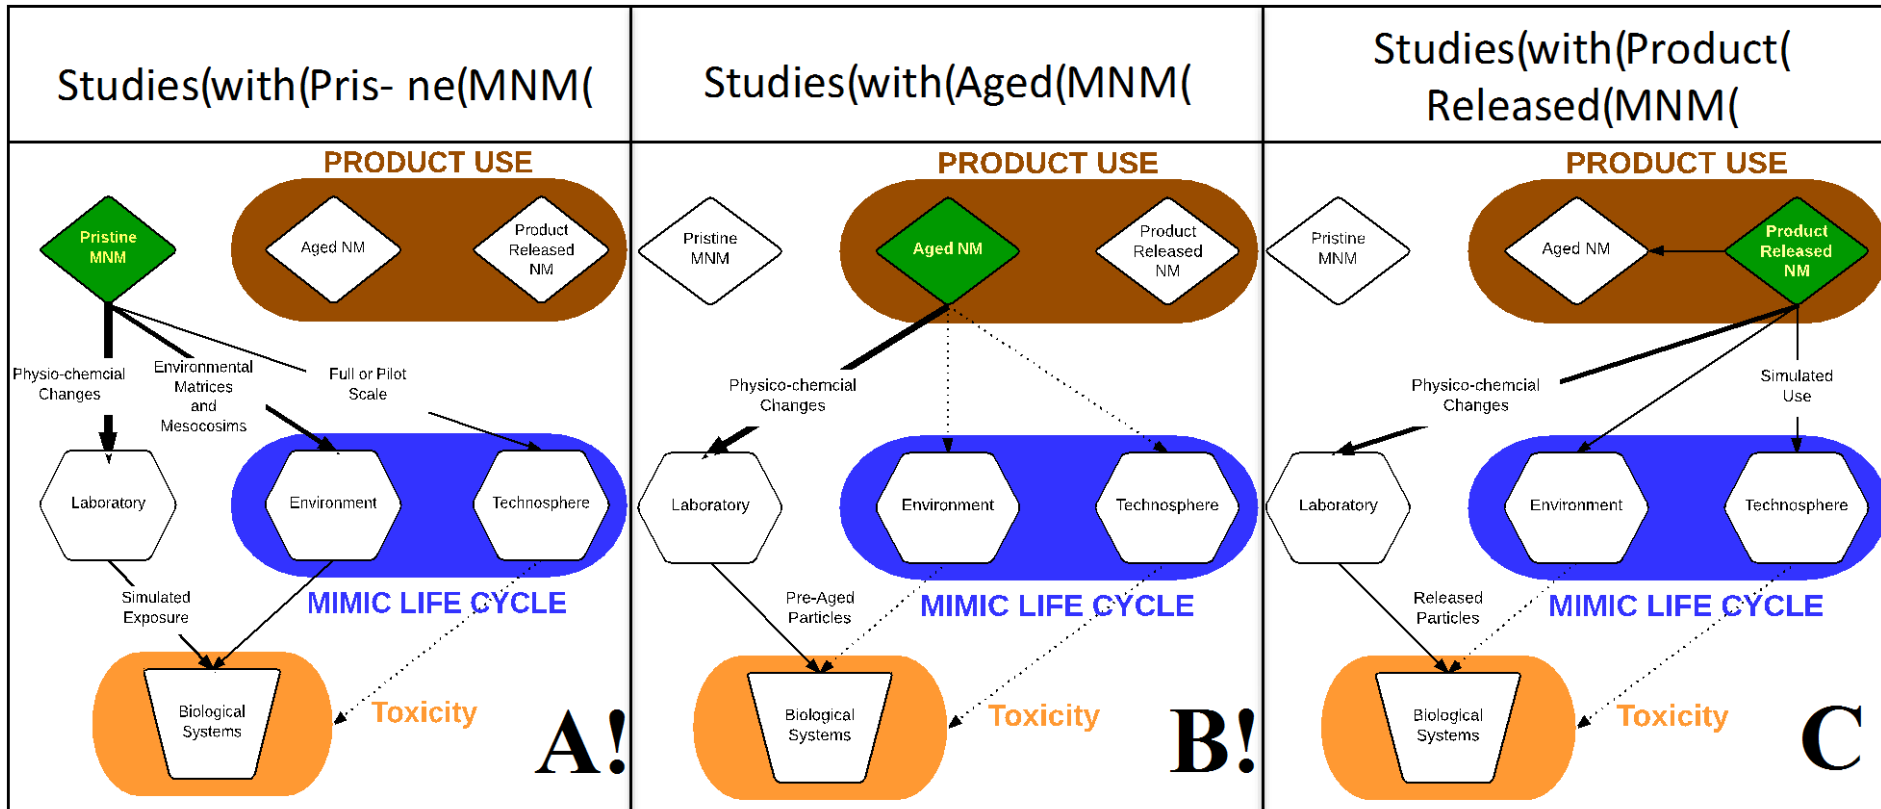 Studies(with(Pris- ne(MNM(
Studies(with(Aged(MNM(
Studies(with(Product(
Released(MNM(
PRODUCT USE
Pristine
MNM
Aged NM
Product
Released
NM
Physio-chemcial
Changes
Environmental
Matrices
and
Mesocosims
Full or Pilot
Scale
Laboratory
Environment
Technosphere
MIMIC LIFE CYCLE
Simulated
Exposure
Biological
Systems
Toxicity
A!
PRODUCT USE
Pristine
MNM
Aged NM
Product
Released
NM
Physico-chemcial
Changes
Laboratory
Environment
Technosphere
MIMIC LIFE CYCLE
Pre-Aged
Particles
Biological
Systems
Toxicity
B!
PRODUCT USE
Pristine
MNM
Aged NM
Product
Released
NM
Physico-chemcial
Changes
Simulated
Use
Laboratory
Environment
Technosphere
MIMIC LIFE CYCLE
Released
Particles
Biological
Systems
Toxicity
C